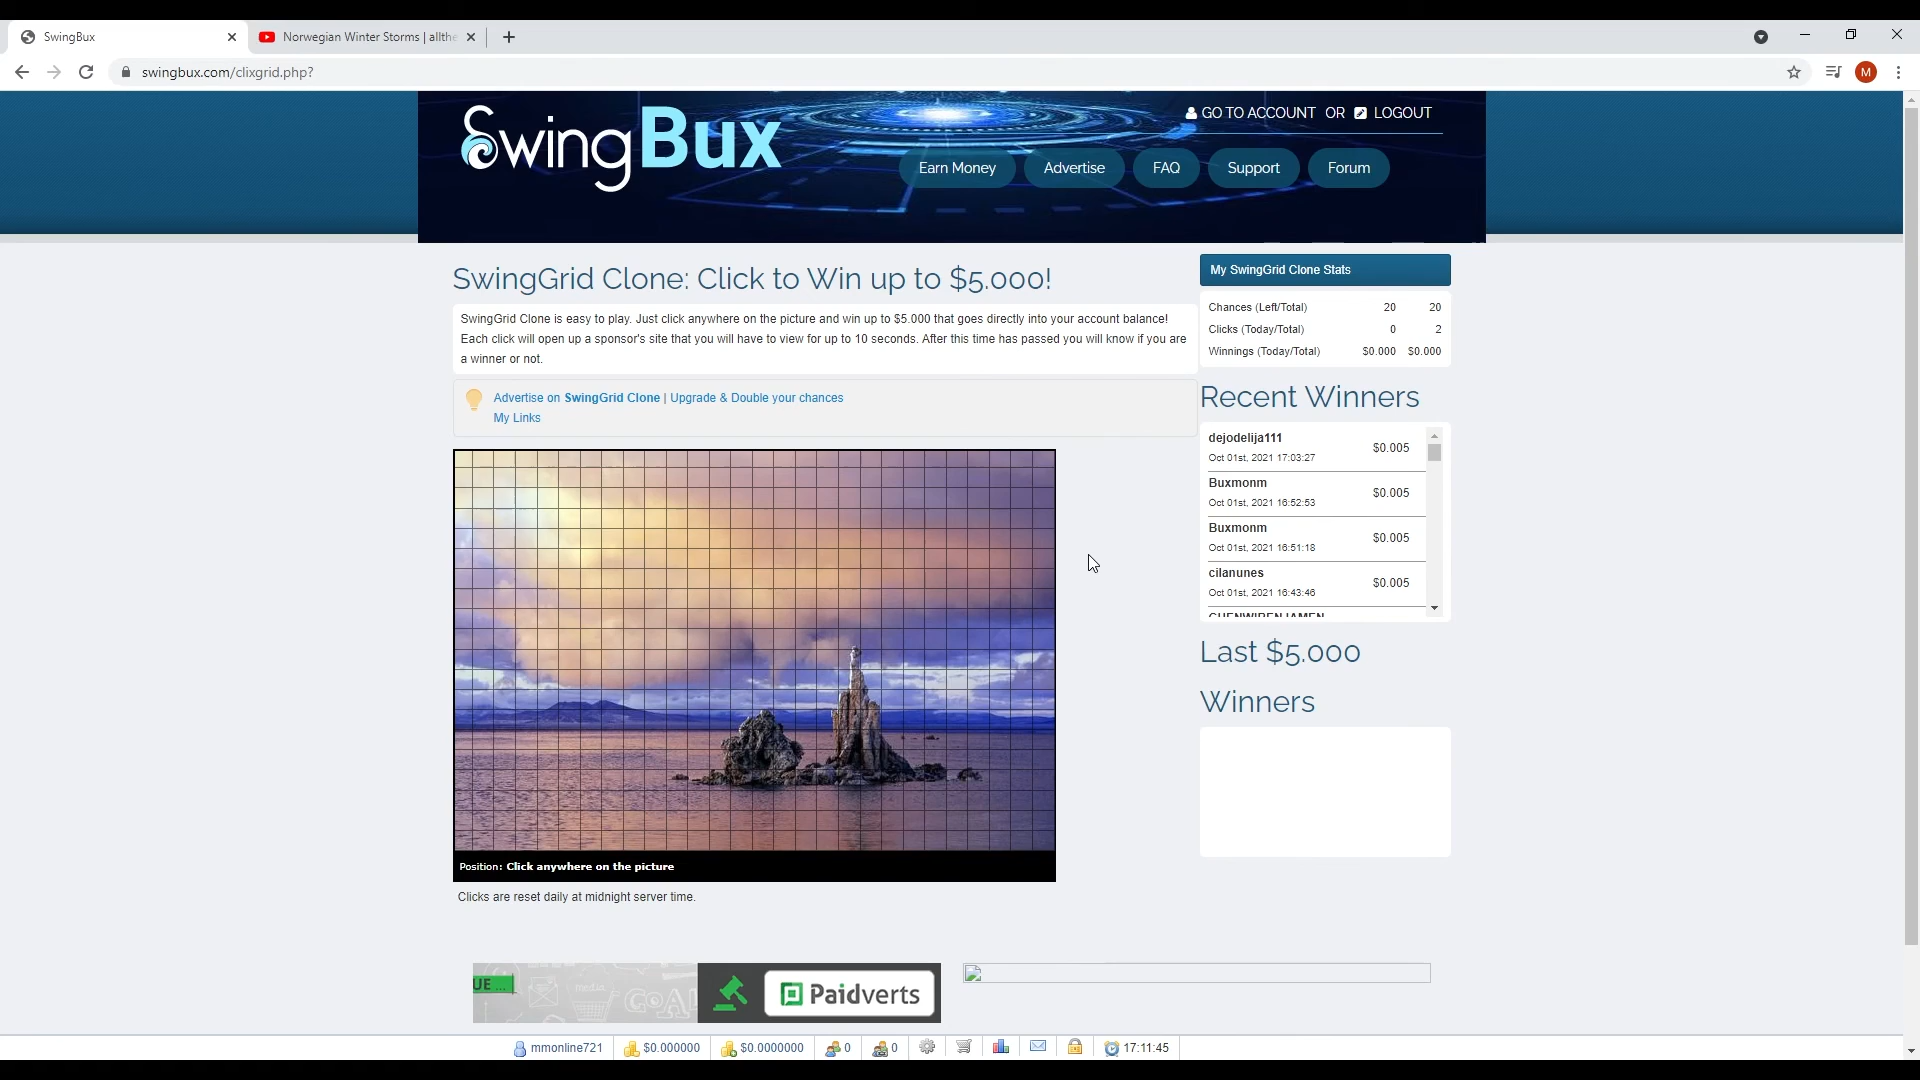 SwingBux
Norwegian Winter Storms | allthe
swingbux.com/clixgrid.php?
M
SwingBux
GO TO ACCOUNT OR LOGOUT
Earn Money
Advertise
FAQ
Support
Forum
SwingGrid Clone: Click to Win up to $5.000!
SwingGrid Clone is easy to play. Just click anywhere on the picture and win up to $5.000 that goes directly into your account balance!
Each click will open up a sponsor's site that you will have to view for up to 10 seconds. After this time has passed you will know if you are
a winner or not.
Advertise on SwingGrid Clone | Upgrade & Double your chances
My Links
Position: Click anywhere on the picture
Clicks are reset daily at midnight server time.
My SwingGrid Clone Stats
Chances (Left/Total) 20 20
Clicks (Today/Total) 0 2
Winnings (Today/Total) $0.000 $0.000
Recent Winners
dejodelija111
$0.005
Oct 01st, 2021 17:03:27
Buxmonm
$0.005
Oct 01st, 2021 16:52:53
Buxmonm
$0.005
Oct 01st, 2021 16:51:18
cilanunes
$0.005
Oct 01st, 2021 16:43:46
Last $5.000
Winners
UE ...
media
GOAL
Paidverts
mmonline721
$0.000000
$0.0000000
0
0
17:11:45